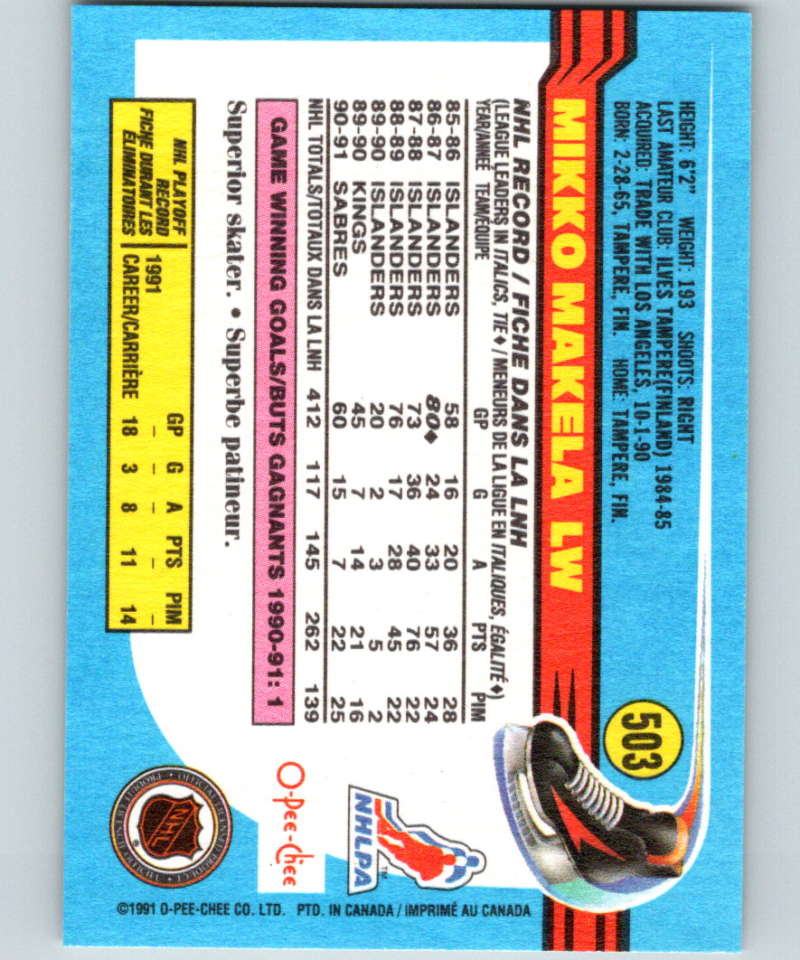 503
HEIGHT: 6'2" WEIGHT: 193 SHOOTS: RIGHT
LAST AMATEUR CLUB: ILVES TAMPERE(FINLAND) 1984-85
ACQUIRED: TRADE WITH LOS ANGELES, 10-1-90
BORN: 2-28-65, TAMPERE, FIN. HOME: TAMPERE, FIN.
MIKKO MAKELA LW
NHL RECORD / FICHE DANS LA LNH
(LEAGUE LEADERS IN ITALICS, TIE ♦ / MENEURS DE LA LIGUE EN ITALIQUES, ÉGALITÉ ♦)
YEAR/ANNÉE TEAM/ÉQUIPE GP G A PTS PIM
85-86 ISLANDERS 58 16 20 36 28
86-87 ISLANDERS 80♦ 24 33 57 24
87-88 ISLANDERS 73 36 40 76 22
88-89 ISLANDERS 76 17 28 45 22
89-90 ISLANDERS 20 2 3 5 2
89-90 KINGS 45 7 14 21 16
90-91 SABRES 60 15 7 22 25
NHL TOTALS/TOTAUX DANS LA LNH 412 117 145 262 139
GAME WINNING GOALS/BUTS GAGNANTS 1990-91: 1
Superior skater. • Superbe patineur.
NHL PLAYOFF
RECORD
FICHE DURANT LES
ÉLIMINATOIRES
GP G A PTS PIM
1991 – – – – –
CAREER/CARRIÈRE 18 3 8 11 14
NHLPA
TM
O-Pee-Chee
NHL
©1991 O-PEE-CHEE CO. LTD. PTD. IN CANADA / IMPRIMÉ AU CANADA